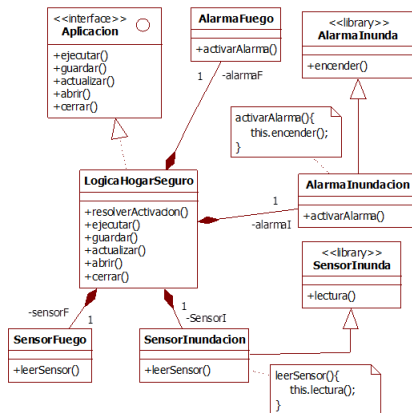 <<interface>>
Aplicacion
+ejecutar()
+guardar()
+actualizar()
+abrir()
+cerrar()
AlarmaFuego
+activarAlarma()
<<library>>
AlarmaInunda
+encender()
1
-alarmaF
activarAlarma(){
this.encender();
}
LogicaHogarSeguro
+resolverActivacion()
+ejecutar()
+guardar()
+actualizar()
+abrir()
+cerrar()
1
-alarmaI
AlarmaInundacion
+activarAlarma()
<<library>>
SensorInunda
+lectura()
-sensorF
1
1
-SensorI
SensorFuego
+leerSensor()
SensorInundacion
+leerSensor()
leerSensor(){
this.lectura();
}